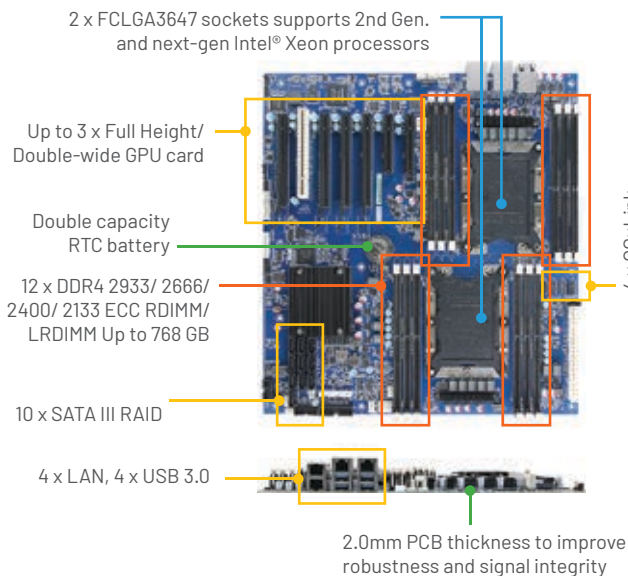 2 x FCLGA3647 sockets supports 2nd Gen.
and next-gen Intel® Xeon processors
Up to 3 x Full Height/
Double-wide GPU card
Double capacity
RTC battery
12 x DDR4 2933/ 2666/
2400/ 2133 ECC RDIMM/
LRDIMM Up to 768 GB
10 x SATA III RAID
4 x LAN, 4 x USB 3.0
2.0mm PCB thickness to improve
robustness and signal integrity